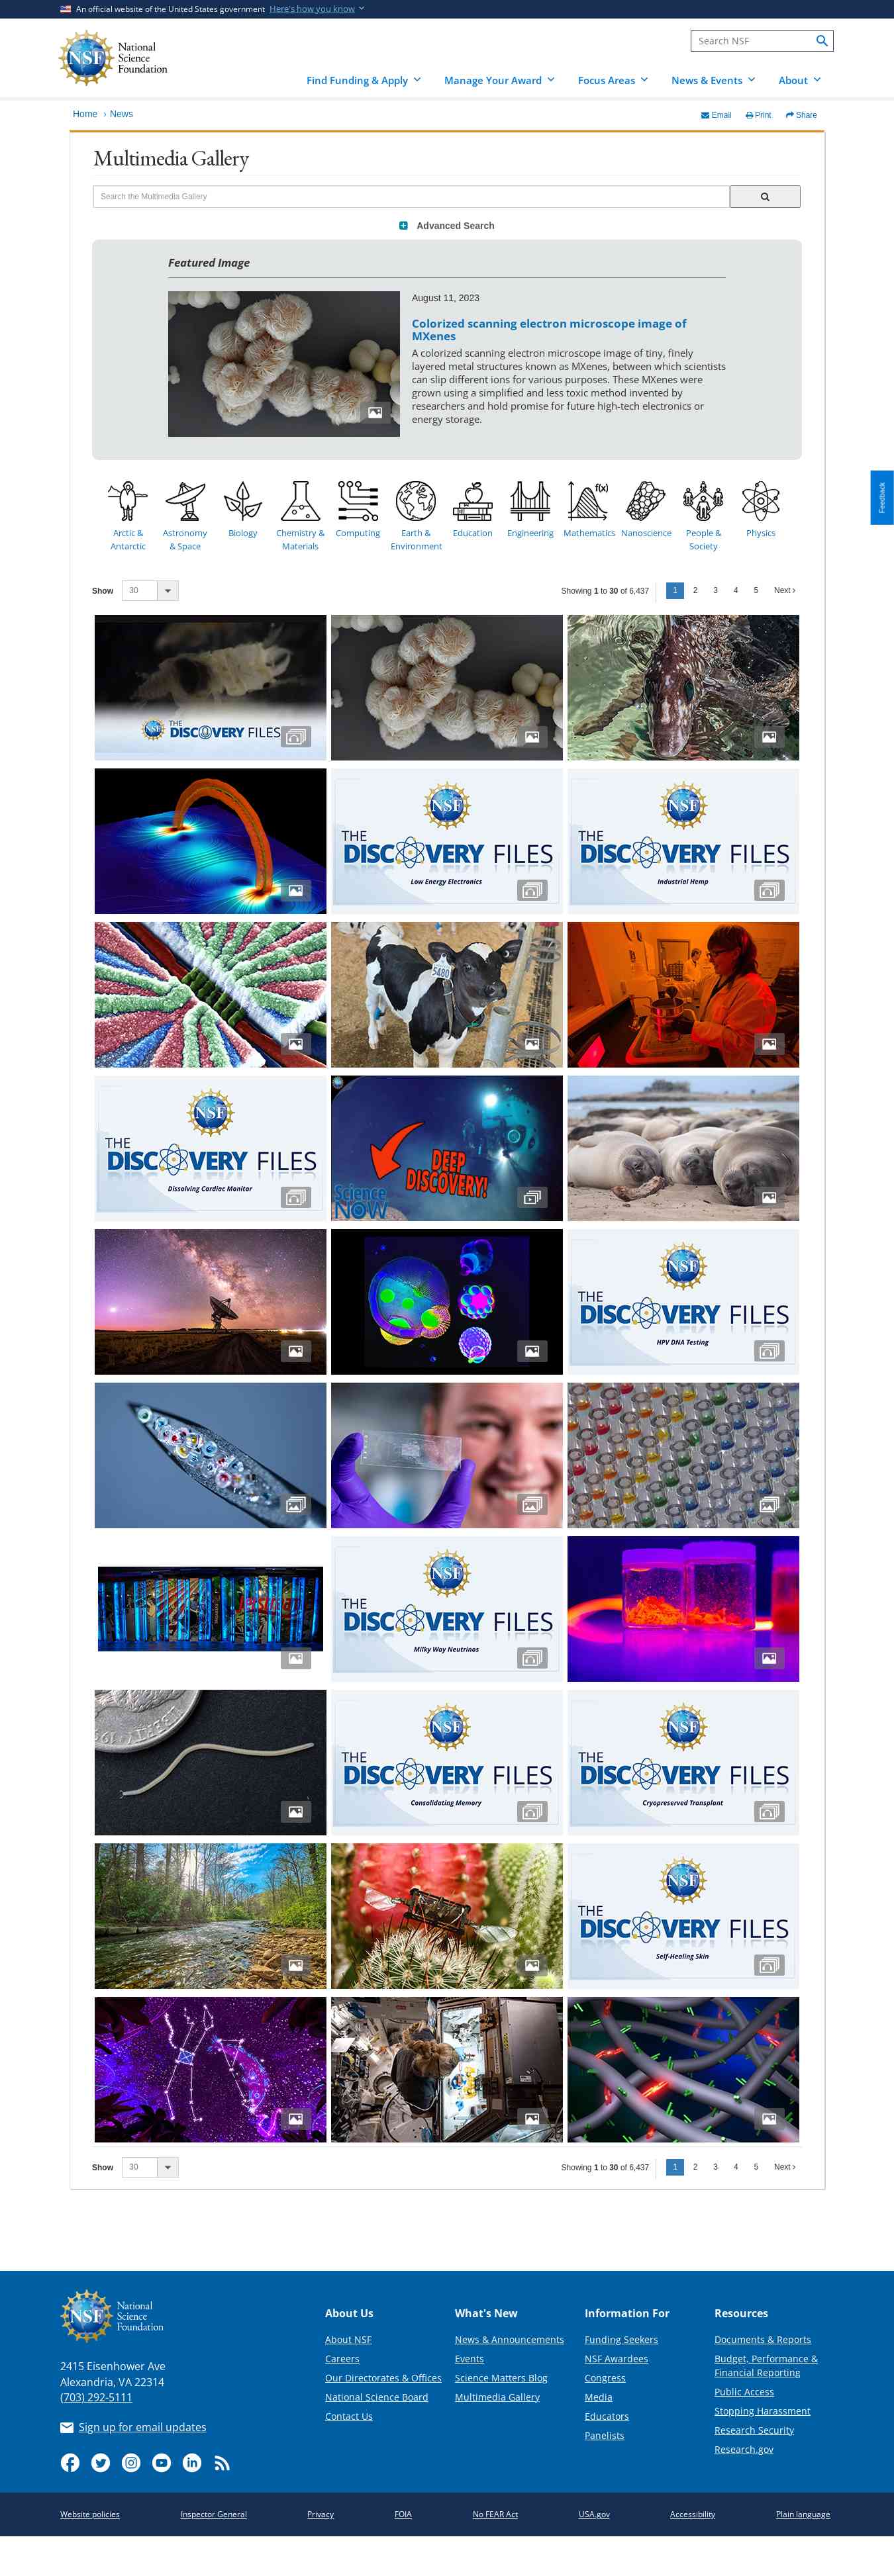 An official website of the United States government Here's how you know
National
Science
Foundation
Search NSF
Find Funding & Apply Manage Your Award Focus Areas News & Events About
Home › News
Email Print Share
Multimedia Gallery
Search the Multimedia Gallery
Advanced Search
Featured Image
August 11, 2023
Colorized scanning electron microscope image of
MXenes
A colorized scanning electron microscope image of tiny, finely
layered metal structures known as MXenes, between which scientists
can slip different ions for various purposes. These MXenes were
grown using a simplified and less toxic method invented by
researchers and hold promise for future high-tech electronics or
energy storage.
Feedback
f(x)
Arctic & Antarctic
Astronomy & Space
Biology
Chemistry & Materials
Computing
Earth & Environment
Education
Engineering
Mathematics
Nanoscience
People & Society
Physics
Show 30 Showing 1 to 30 of 6,437 1 2 3 4 5 Next ›
THE
DISCOVERY FILES
NSF
THE
DISCOVERY FILES
Low Energy Electronics
NSF
THE
DISCOVERY FILES
Industrial Hemp
5480
NSF
THE
DISCOVERY FILES
Dissolving Cardiac Monitor
DEEP
DISCOVERY!
Science
NOW
NSF
THE
DISCOVERY FILES
HPV DNA Testing
NSF
THE
DISCOVERY FILES
Milky Way Neutrinos
NSF
THE
DISCOVERY FILES
Consolidating Memory
NSF
THE
DISCOVERY FILES
Cryopreserved Transplant
NSF
THE
DISCOVERY FILES
Self-Healing Skin
Show 30 Showing 1 to 30 of 6,437 1 2 3 4 5 Next ›
NSF
National
Science
Foundation
2415 Eisenhower Ave
Alexandria, VA 22314
(703) 292-5111
Sign up for email updates
About Us
About NSF
Careers
Our Directorates & Offices
National Science Board
Contact Us
What's New
News & Announcements
Events
Science Matters Blog
Multimedia Gallery
Information For
Funding Seekers
NSF Awardees
Congress
Media
Educators
Panelists
Resources
Documents & Reports
Budget, Performance &
Financial Reporting
Public Access
Stopping Harassment
Research Security
Research.gov
Website policies Inspector General Privacy FOIA No FEAR Act USA.gov Accessibility Plain language